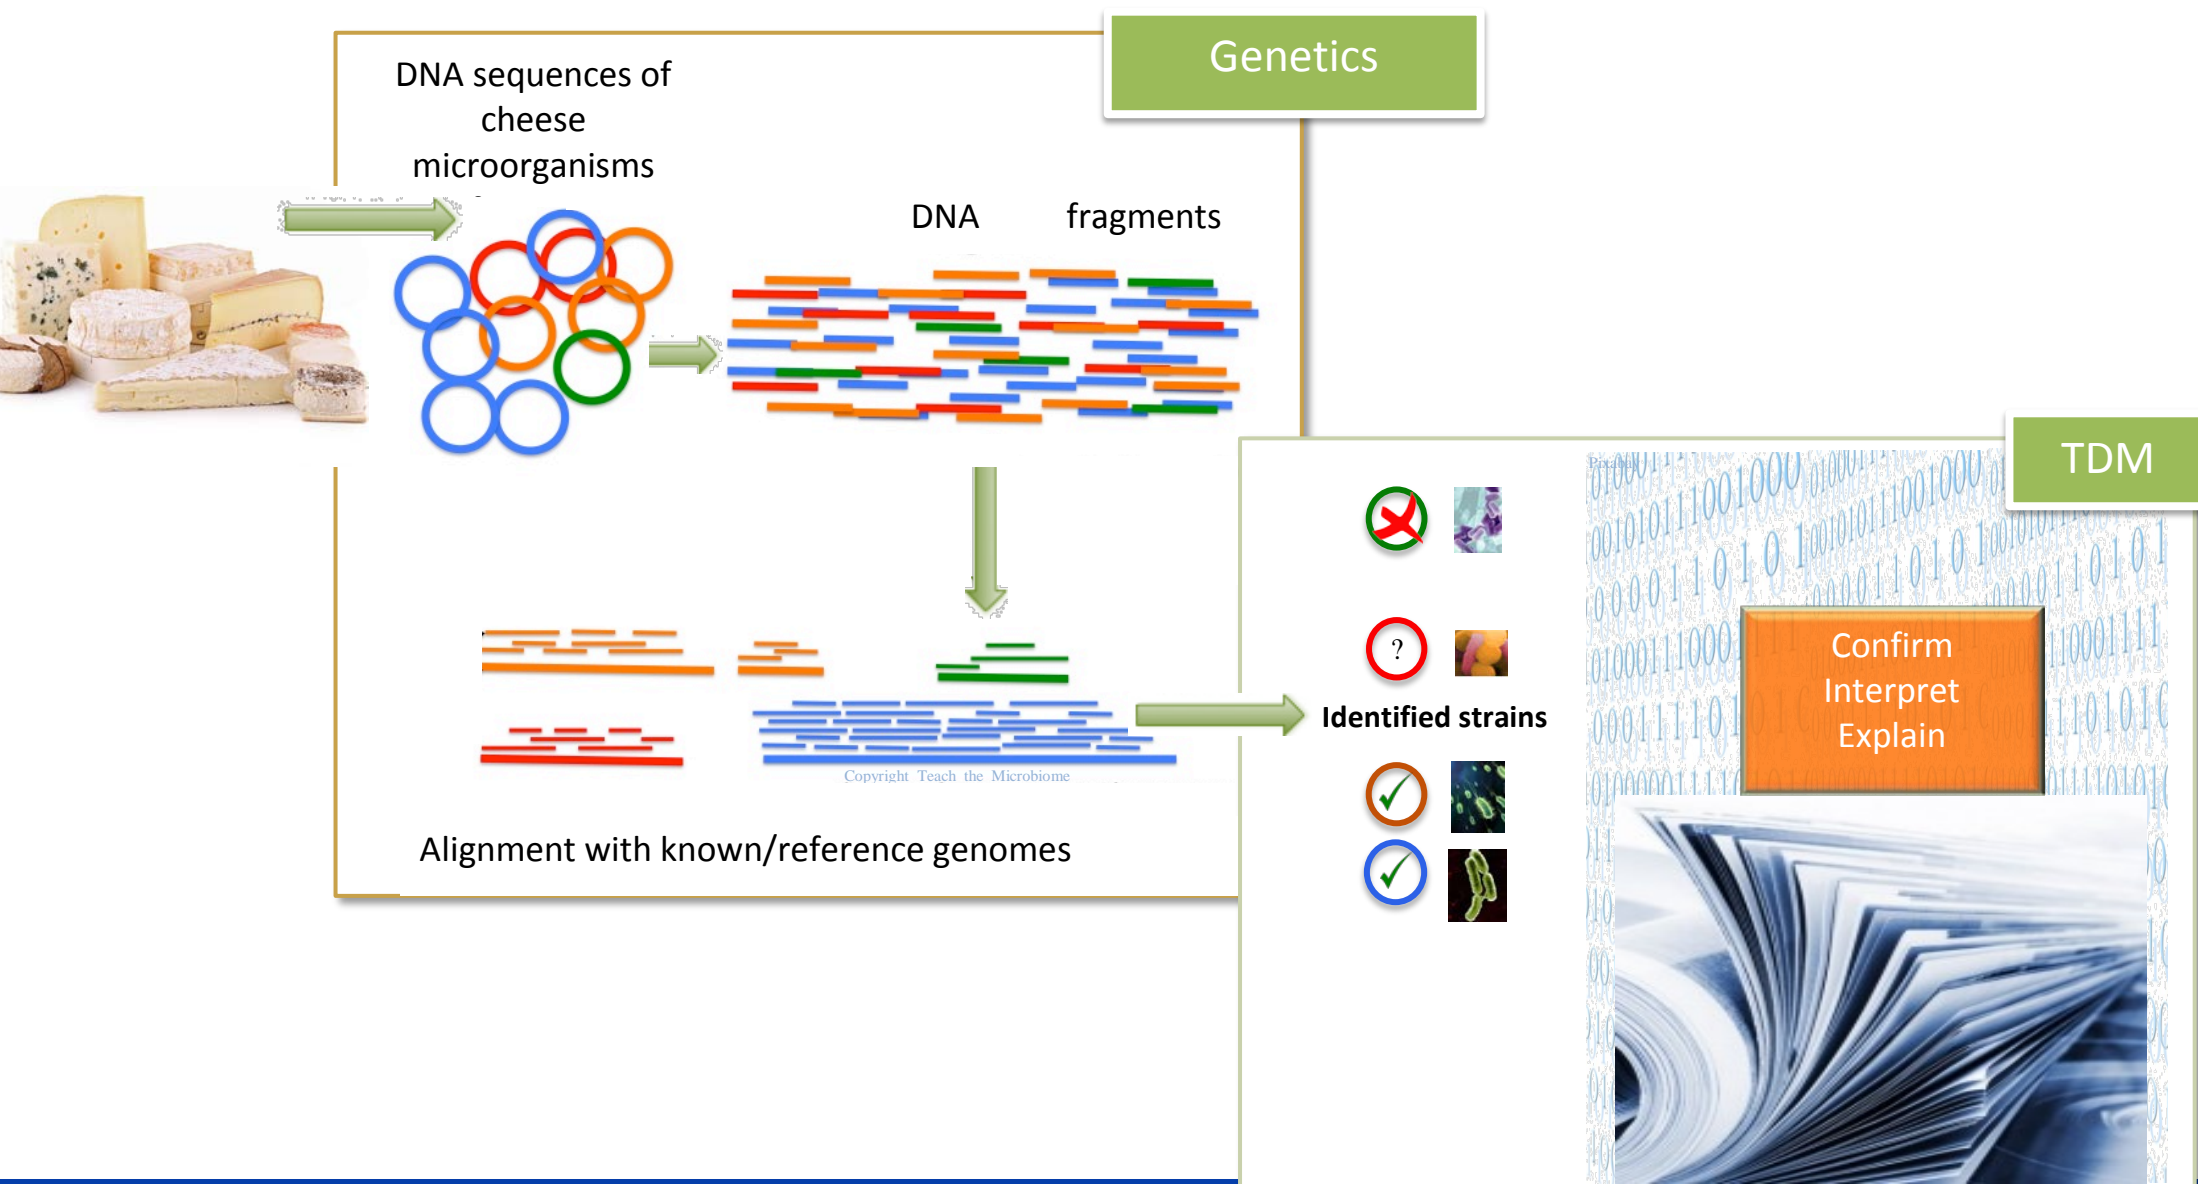 Genetics
DNA sequences of
cheese
microorganisms
DNA fragments
TDM
Pixabay
?
Identified strains
Confirm
Interpret
Explain
Copyright Teach the Microbiome
Alignment with known/reference genomes